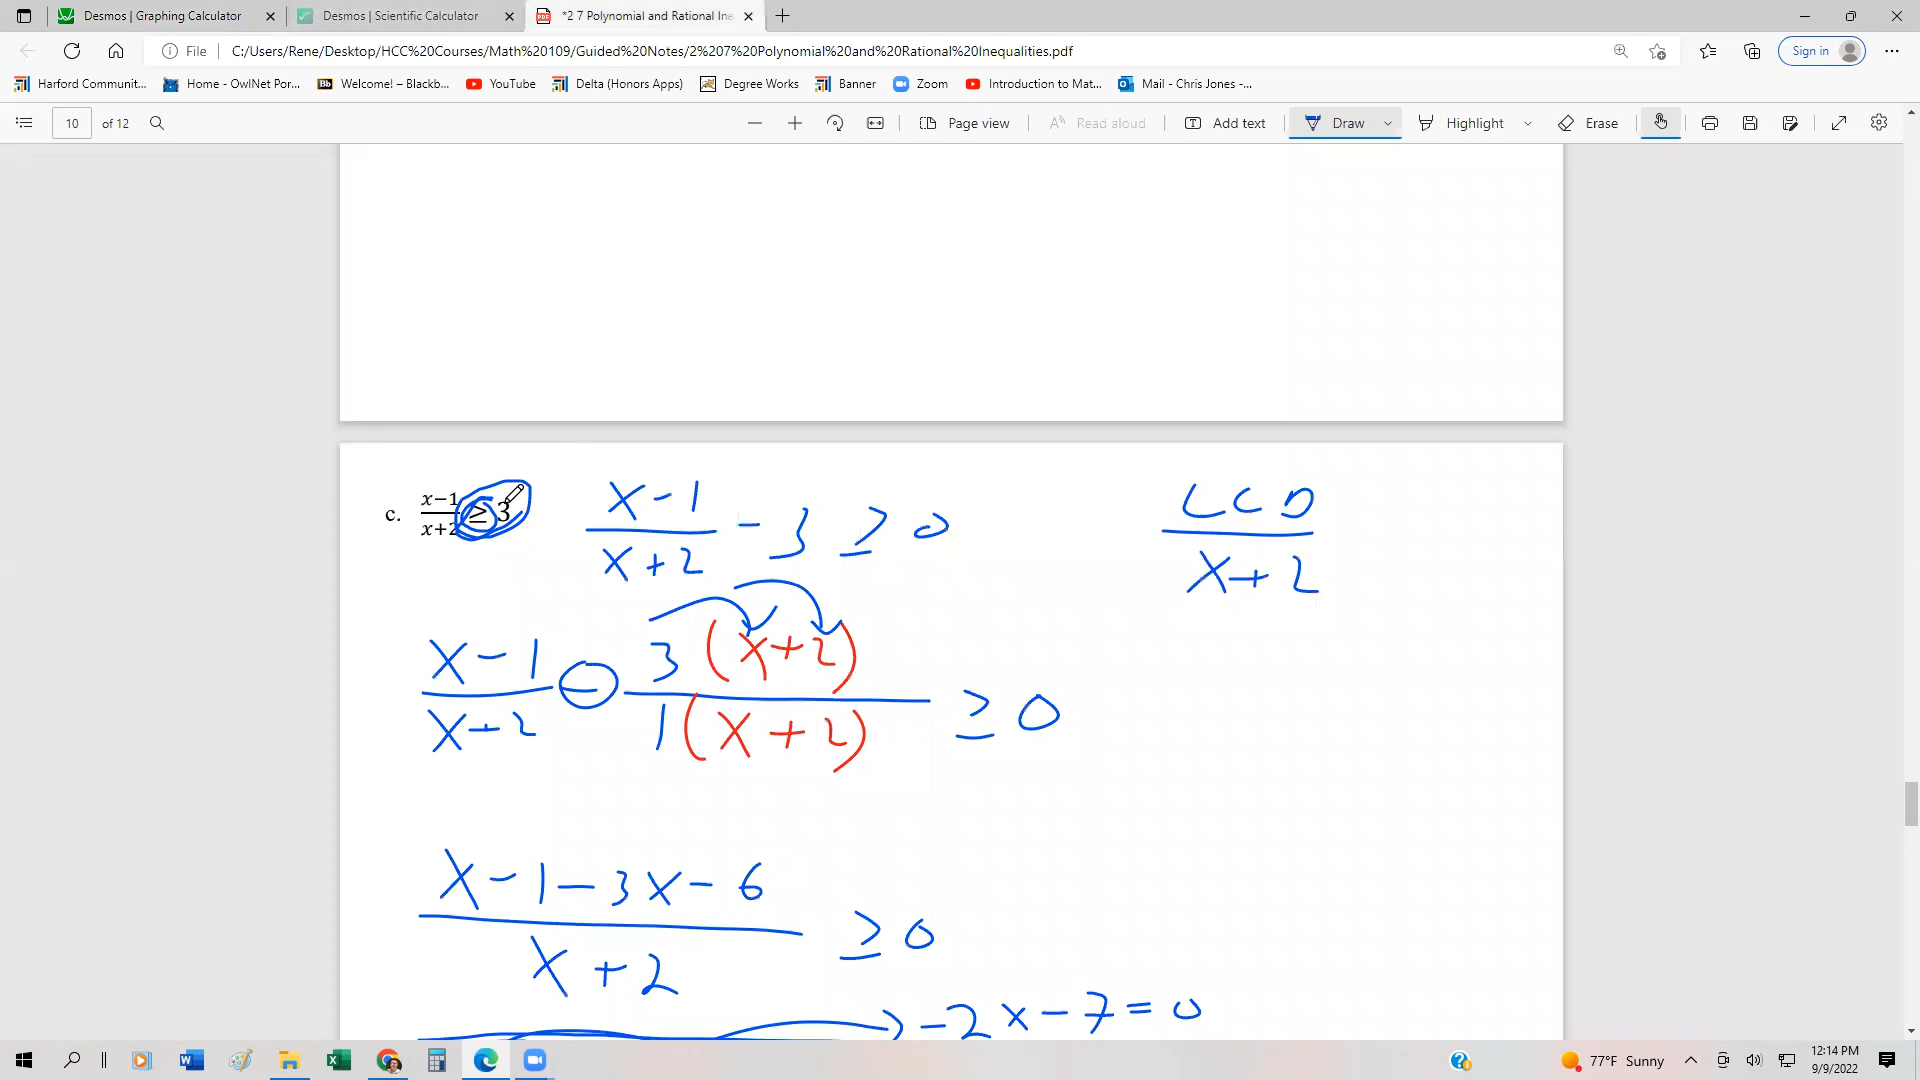 Desmos | Graphing Calculator
Desmos | Scientific Calculator
*2 7 Polynomial and Rational Ine
File
C:/Users/Rene/Desktop/HCC%20Courses/Math%20109/Guided%20Notes/2%207%20Polynomial%20and%20Rational%20Inequalities.pdf
Sign in
Harford Communit...
Home - OwlNet Por...
Bb Welcome! – Blackb...
YouTube
Delta (Honors Apps)
Degree Works
Banner
Zoom
Introduction to Mat...
Mail - Chris Jones -...
10 of 12
Page view
Read aloud
Add text
Draw
Highlight
Erase
c. x−1/x+2 ≥ 3
x-1/x+2 - 3 ≥ 0
LCD
x+2
x-1/x+2 - 3(x+2)/1(x+2) ≥ 0
x-1-3x-6/x+2 ≥ 0
-2x-7=0
77°F Sunny
12:14 PM
9/9/2022